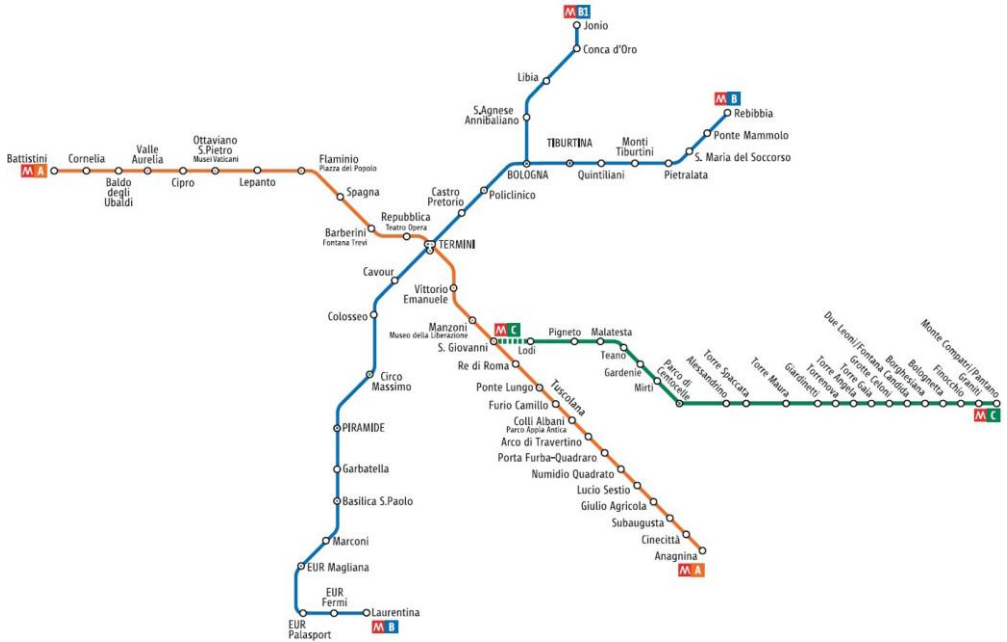 M B1
Jonio
Conca d'Oro
Libia
S.Agnese
Annibaliano
M B
Rebibbia
Ponte Mammolo
S. Maria del Soccorso
TIBURTINA
Monti
Tiburtini
BOLOGNA
Quintiliani
Pietralata
Battistini
M A
Cornelia
Baldo
degli
Ubaldi
Valle
Aurelia
Cipro
Ottaviano
S.Pietro
Musei Vaticani
Lepanto
Flaminio
Piazza del Popolo
Spagna
Barberini
Fontana Trevi
Repubblica
Teatro Opera
TERMINI
Castro
Pretorio
Policlinico
Cavour
Colosseo
Circo
Massimo
PIRAMIDE
Garbatella
Basilica S.Paolo
Marconi
EUR Magliana
EUR
Palasport
EUR
Fermi
Laurentina
M B
Vittorio
Emanuele
Manzoni
Museo della Liberazione
S. Giovanni
M C
Lodi
Pigneto
Malatesta
Teano
Gardenie
Mirti
Parco di
Centocelle
Alessandrino
Torre Spaccata
Torre Maura
Giardinetti
Torrenova
Torre Angela
Torre Gaia
Grotte Celoni
Due Leoni/Fontana Candida
Borghesiana
Bolognetta
Finocchio
Graniti
Monte Compatri/Pantano
M C
Re di Roma
Ponte Lungo
Tuscolana
Furio Camillo
Colli Albani
Parco Appia Antica
Arco di Travertino
Porta Furba-Quadraro
Numidio Quadrato
Lucio Sestio
Giulio Agricola
Subaugusta
Cinecittà
Anagnina
M A